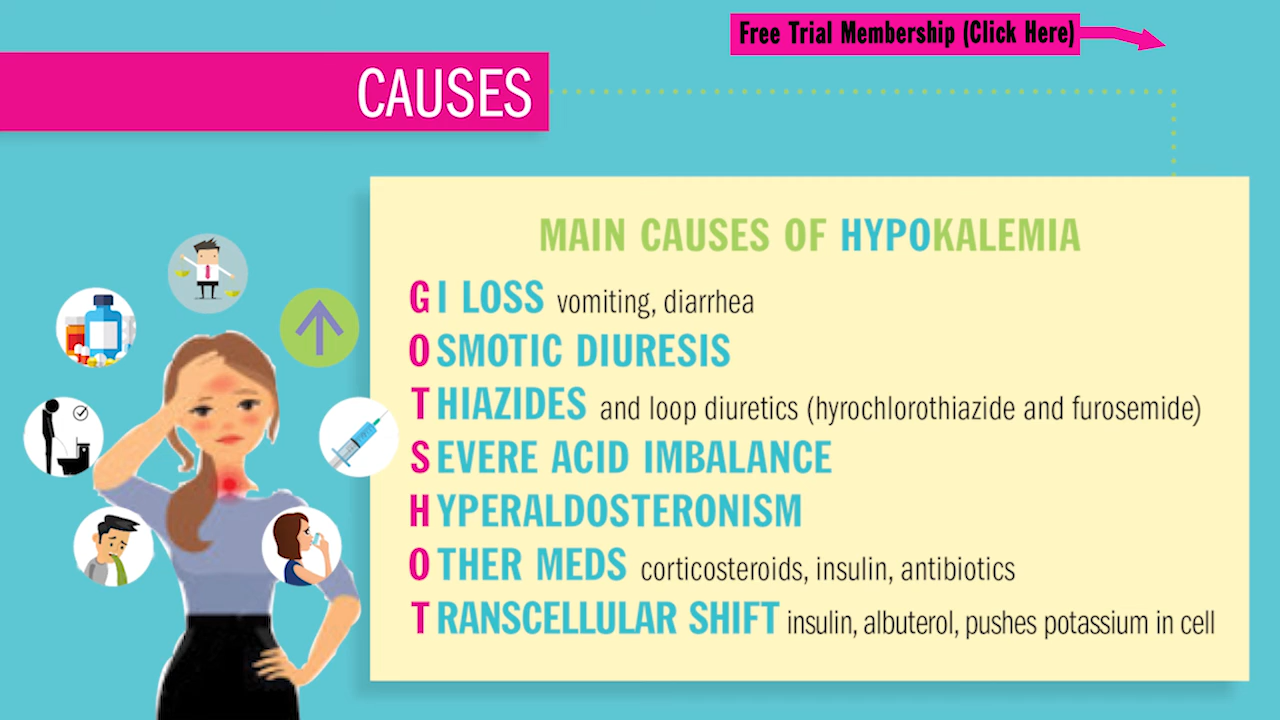 Free Trial Membership (Click Here)
CAUSES
MAIN CAUSES OF HYPOKALEMIA
GI LOSS vomiting, diarrhea
OSMOTIC DIURESIS
THIAZIDES and loop diuretics (hyrochlorothiazide and furosemide)
SEVERE ACID IMBALANCE
HYPERALDOSTERONISM
OTHER MEDS corticosteroids, insulin, antibiotics
TRANSCELLULAR SHIFT insulin, albuterol, pushes potassium in cell